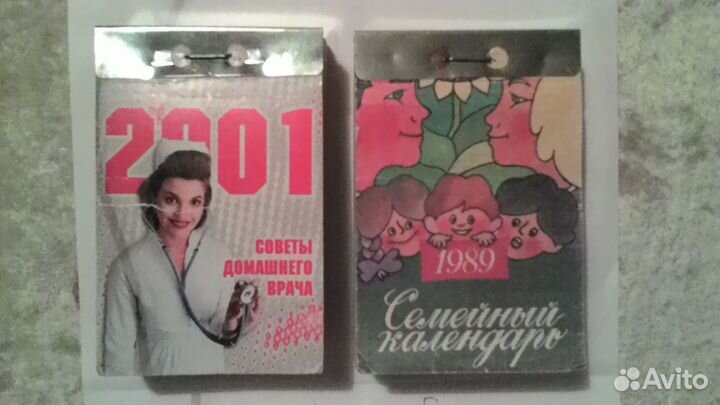 2001
СОВЕТЫ
ДОМАШНЕГО
ВРАЧА
1989
Семейный
календарь
Avito